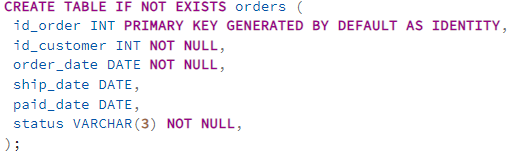 CREATE TABLE IF NOT EXISTS orders (
 id_order INT PRIMARY KEY GENERATED BY DEFAULT AS IDENTITY,
 id_customer INT NOT NULL,
 order_date DATE NOT NULL,
 ship_date DATE,
 paid_date DATE,
 status VARCHAR(3) NOT NULL,
);